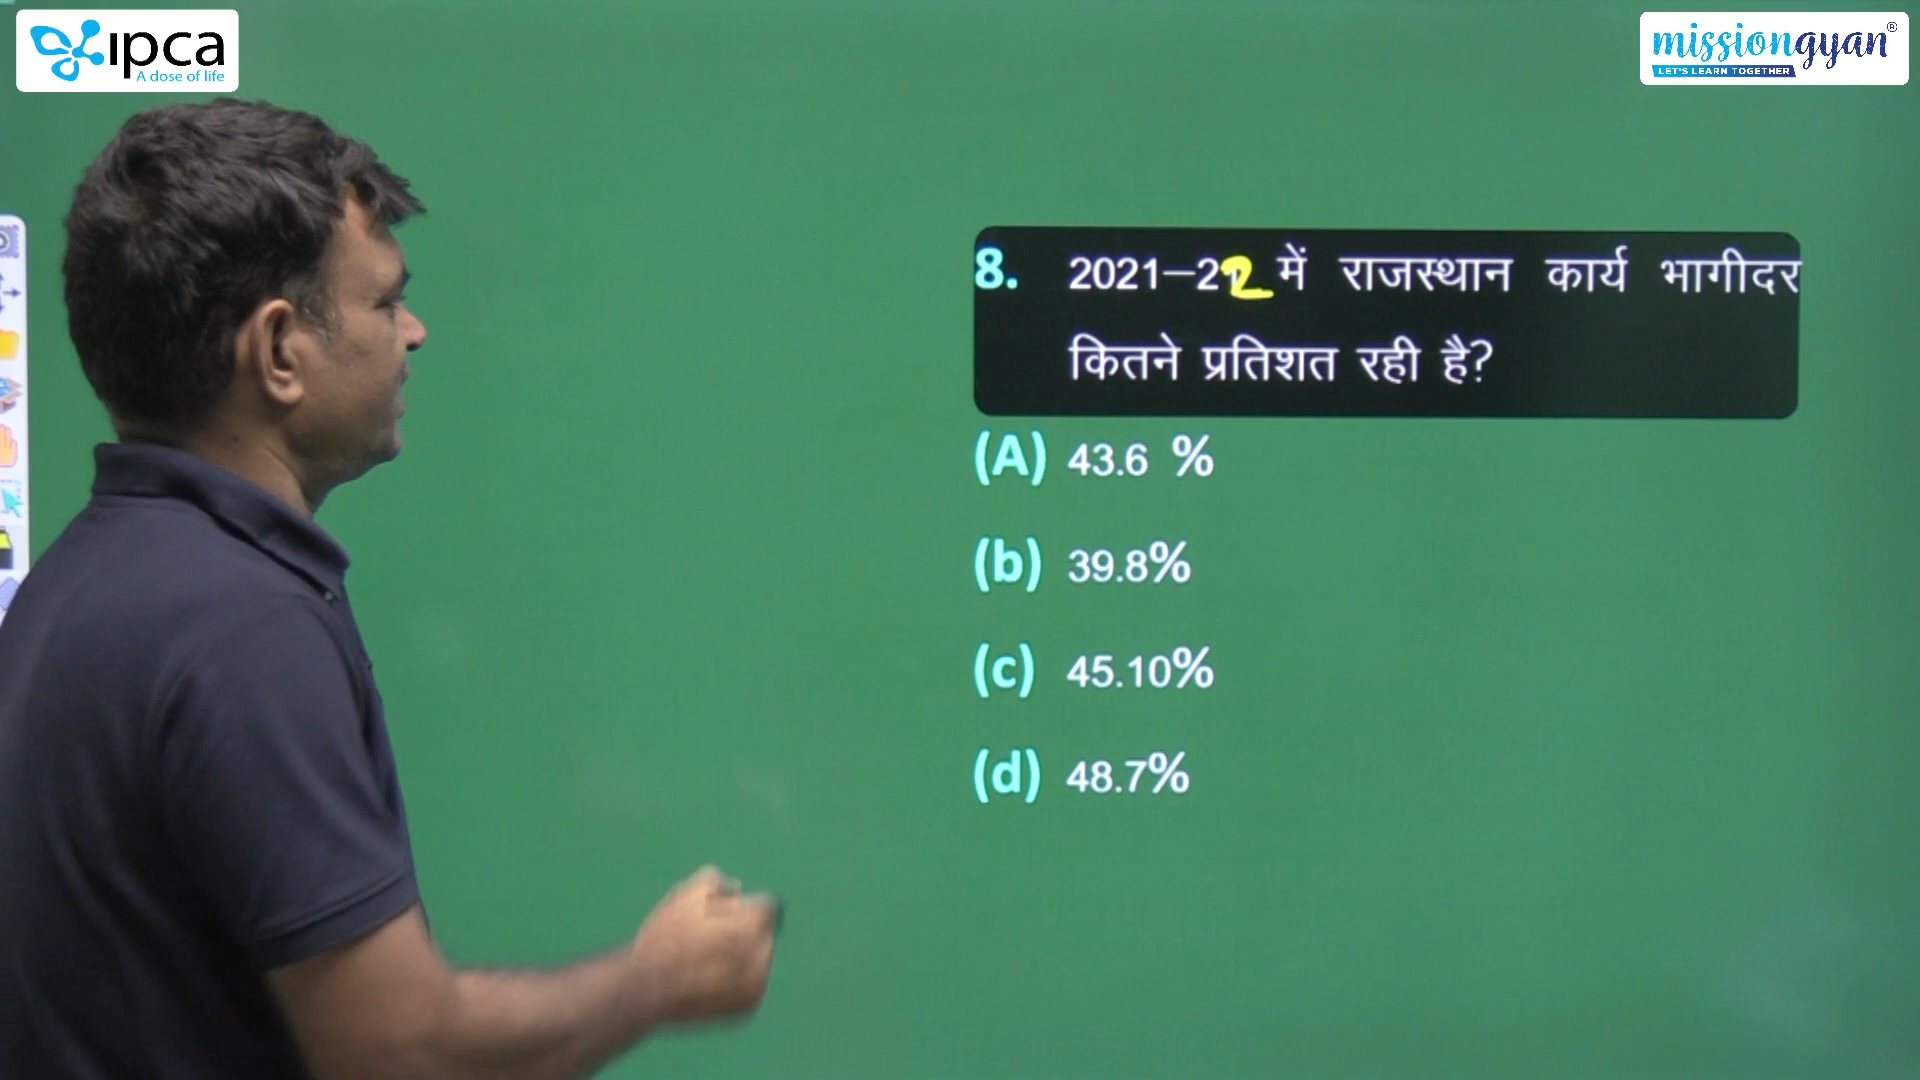 ipca
A dose of life
missiongyan®
LET'S LEARN TOGETHER
8. 2021–22 में राजस्थान कार्य भागीदर
कितने प्रतिशत रही है?
(A) 43.6 %
(b) 39.8%
(c) 45.10%
(d) 48.7%